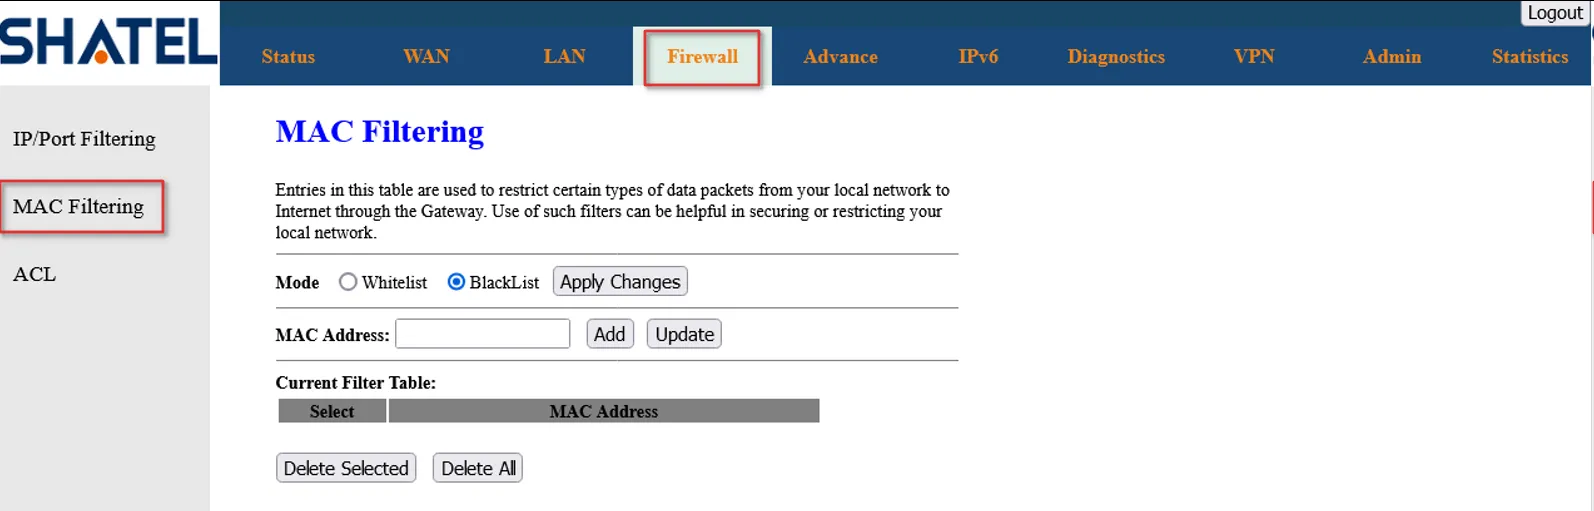 Logout
SHATEL
Status WAN LAN Firewall Advance IPv6 Diagnostics VPN Admin Statistics
IP/Port Filtering
MAC Filtering
ACL
MAC Filtering
Entries in this table are used to restrict certain types of data packets from your local network to
Internet through the Gateway. Use of such filters can be helpful in securing or restricting your
local network.
Mode Whitelist BlackList Apply Changes
MAC Address: Add Update
Current Filter Table:
Select MAC Address
Delete Selected Delete All